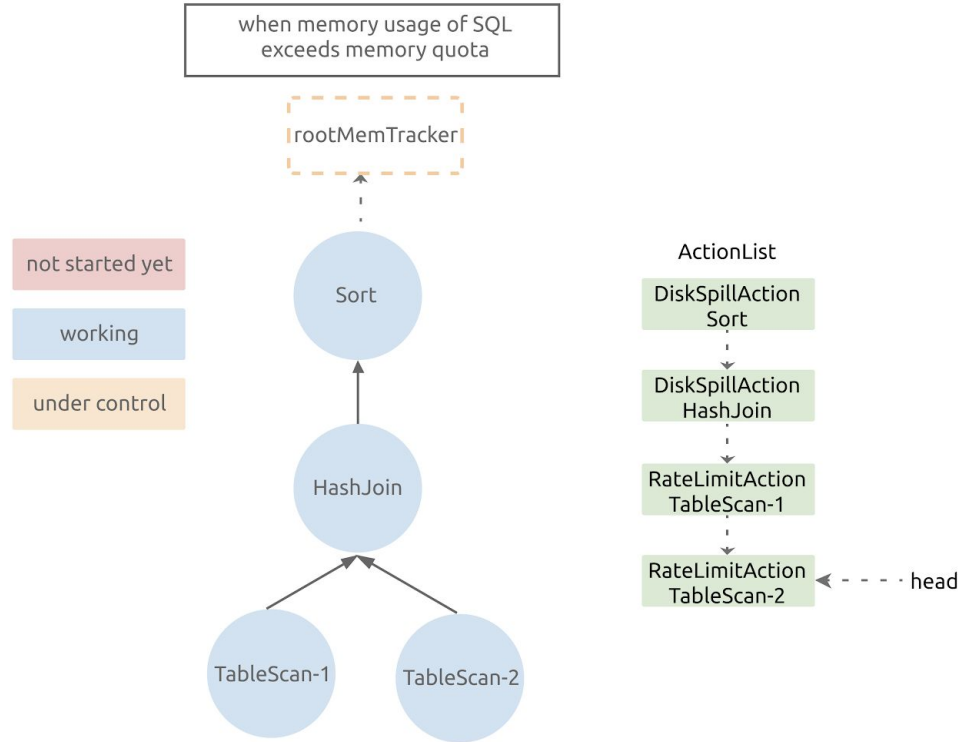 when memory usage of SQL
exceeds memory quota
rootMemTracker
not started yet
working
under control
Sort
HashJoin
TableScan-1
TableScan-2
ActionList
DiskSpillAction
Sort
DiskSpillAction
HashJoin
RateLimitAction
TableScan-1
RateLimitAction
TableScan-2
head